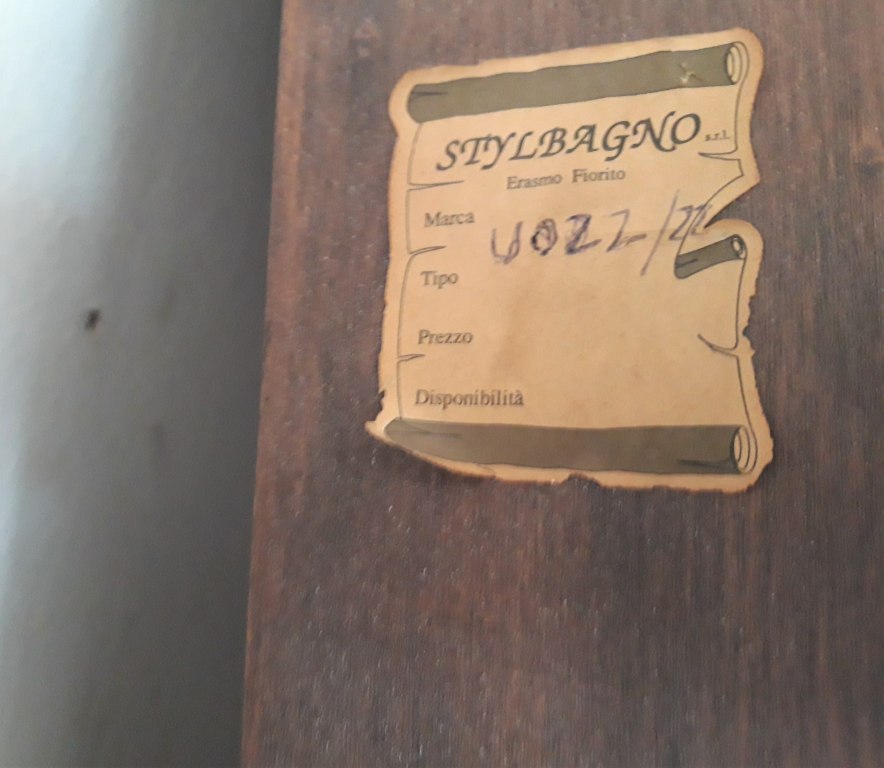 STYLBAGNO s.r.l.
Erasmo Fiorito
Marca
Tipo
Prezzo
Disponibilità